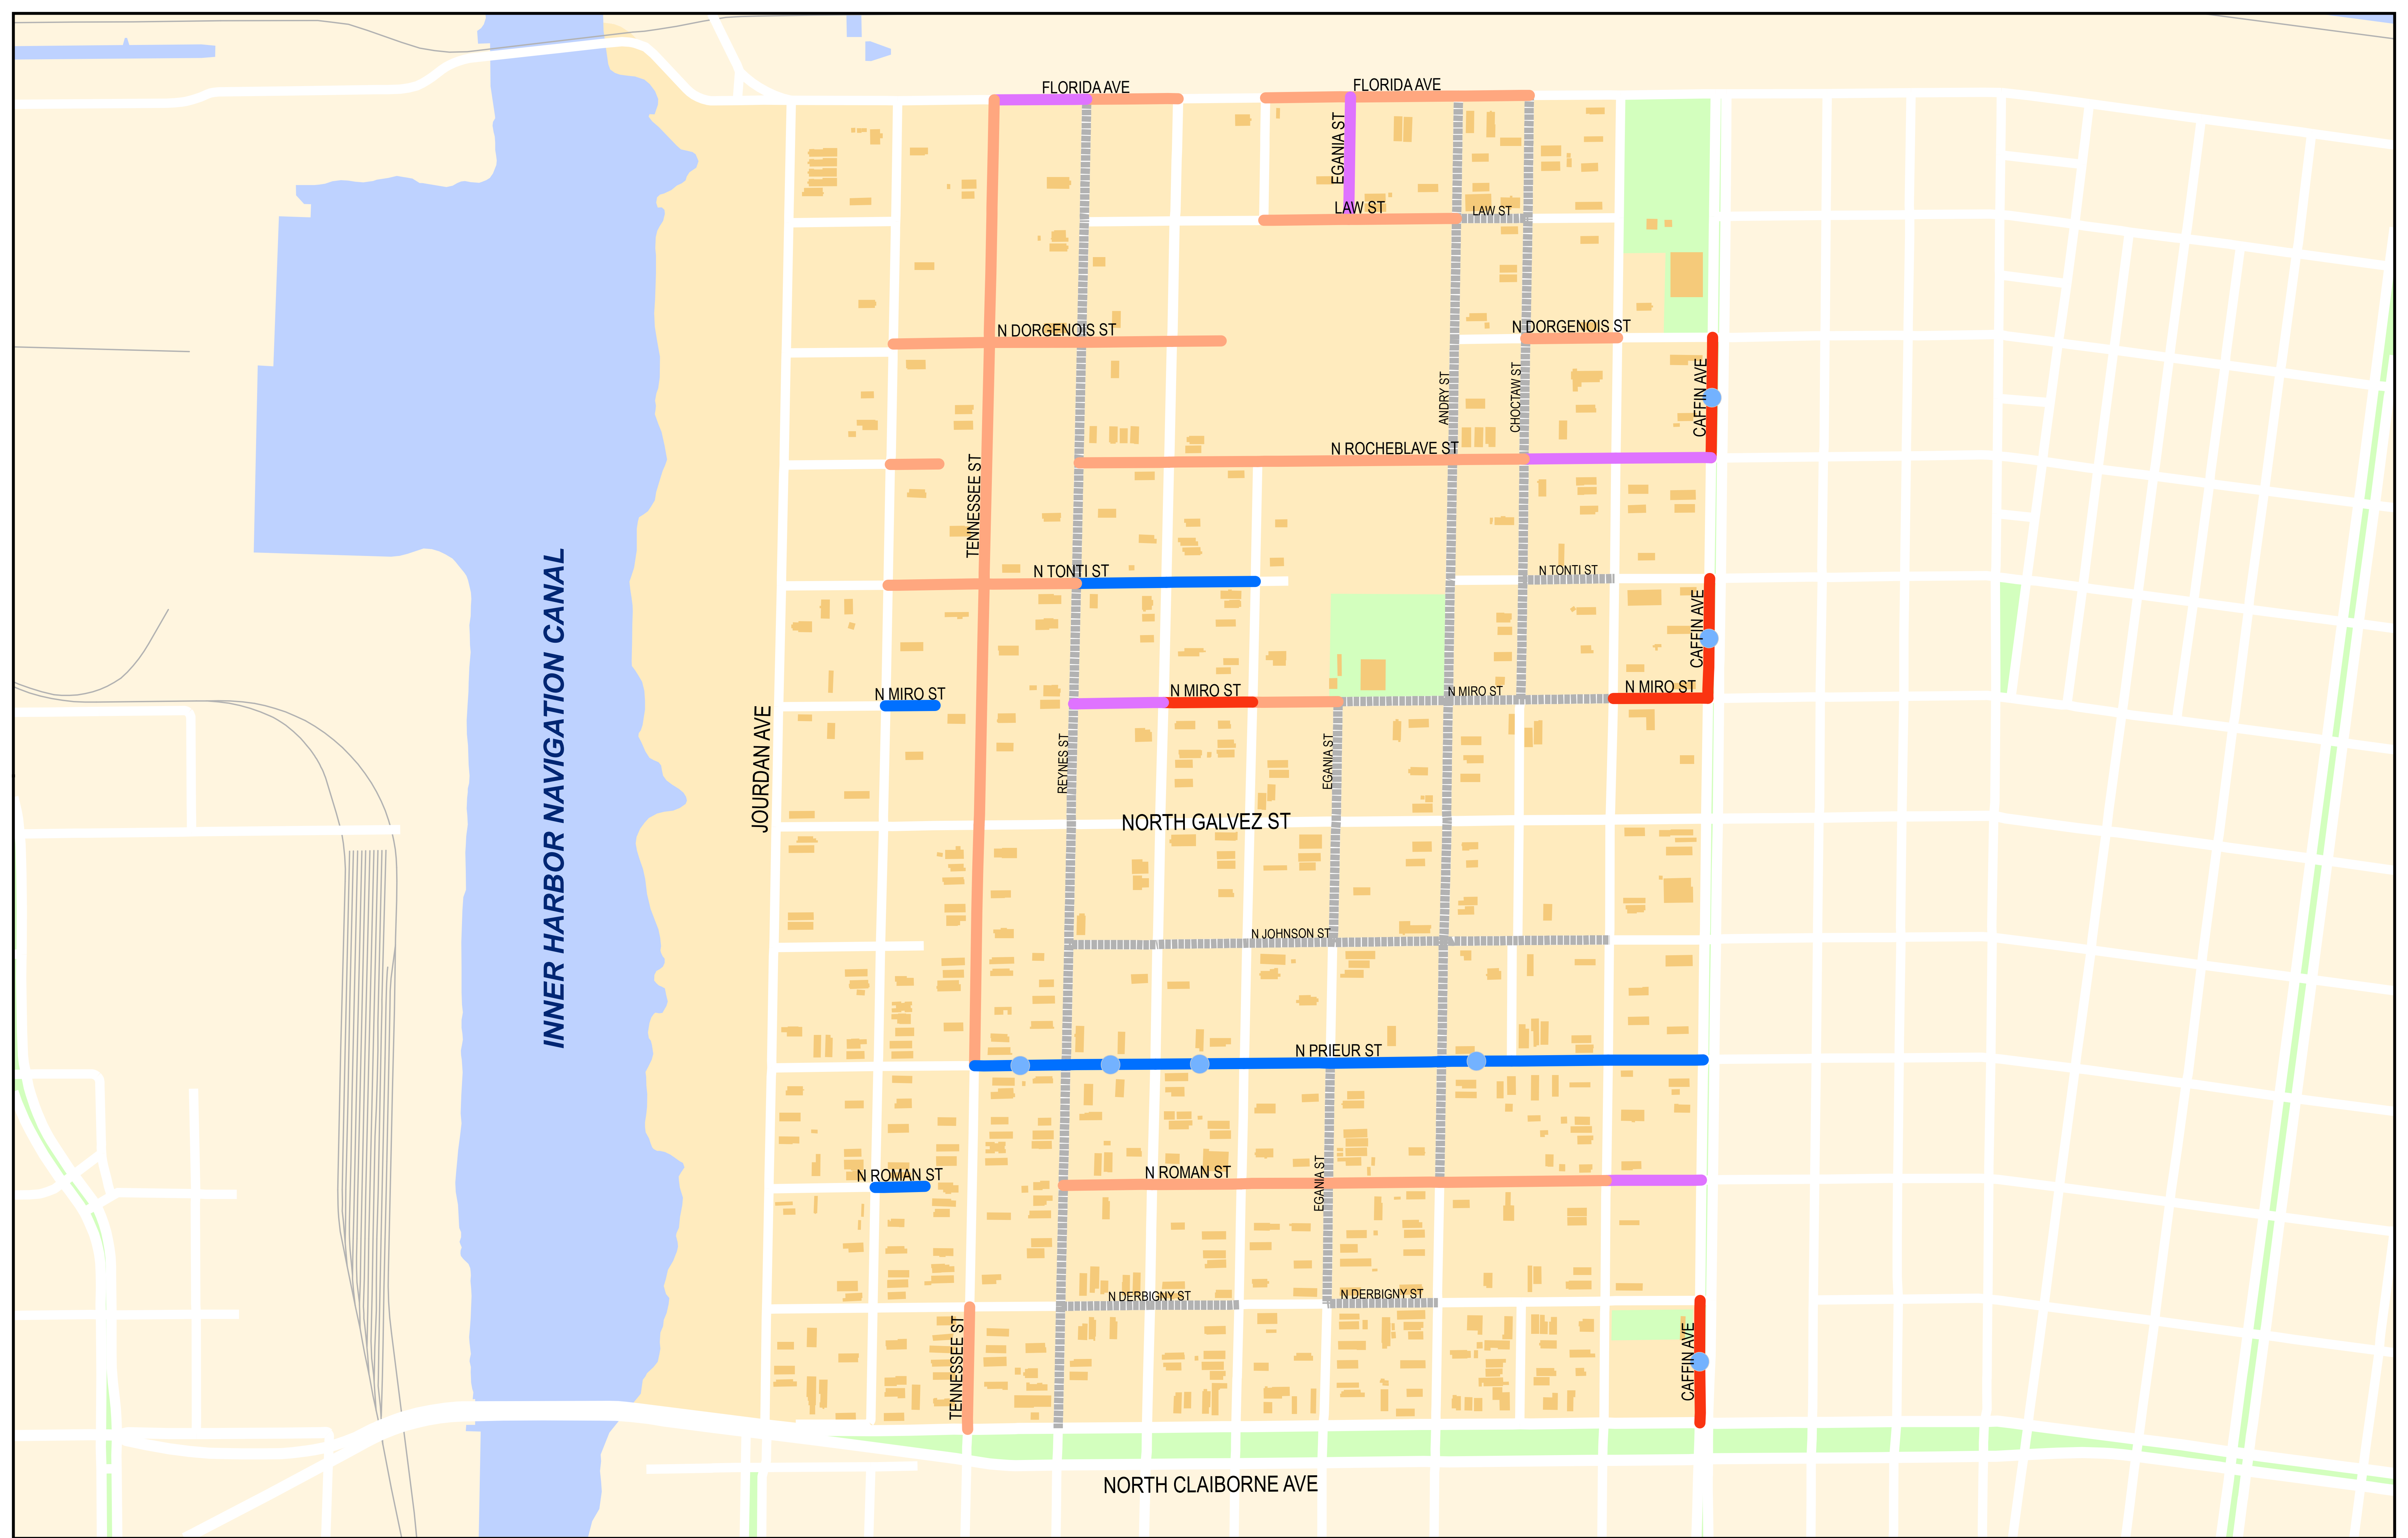 FLORIDA AVE
FLORIDA AVE
EGANIA ST
LAW ST
LAW ST
N DORGENOIS ST
N DORGENOIS ST
CAFFIN AVE
ANDRY ST
CHOCTAW ST
N ROCHEBLAVE ST
TENNESSEE ST
N TONTI ST
N TONTI ST
CAFFIN AVE
N MIRO ST
N MIRO ST
N MIRO ST
N MIRO ST
INNER HARBOR NAVIGATION CANAL
JOURDAN AVE
REYNES ST
EGANIA ST
NORTH GALVEZ ST
N JOHNSON ST
N PRIEUR ST
N ROMAN ST
N ROMAN ST
EGANIA ST
N DERBIGNY ST
N DERBIGNY ST
TENNESSEE ST
CAFFIN AVE
NORTH CLAIBORNE AVE